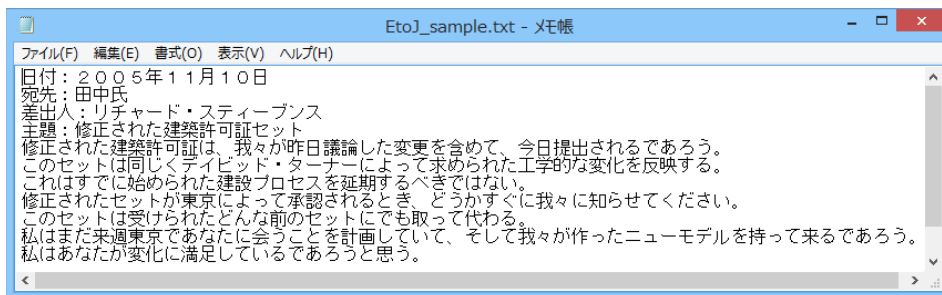 EtoJ_sample.txt - メモ帳
ファイル(F) 編集(E) 書式(O) 表示(V) ヘルプ(H)
日付：２００５年１１月１０日
宛先：田中氏
差出人：リチャード・スティーブンス
主題：修正された建築許可証セット
修正された建築許可証は、我々が昨日議論した変更を含めて、今日提出されるであろう。
このセットは同じくデイビッド・ターナーによって求められた工学的な変化を反映する。
これはすでに始められた建設プロセスを延期するべきではない。
修正されたセットが東京によって承認されるとき、どうかすぐに我々に知らせてください。
このセットは受けられたどんな前のセットにでも取って代わる。
私はまだ来週東京であなたに会うことを計画していて、そして我々が作ったニューモデルを持って来るであろう。
私はあなたが変化に満足しているであろうと思う。